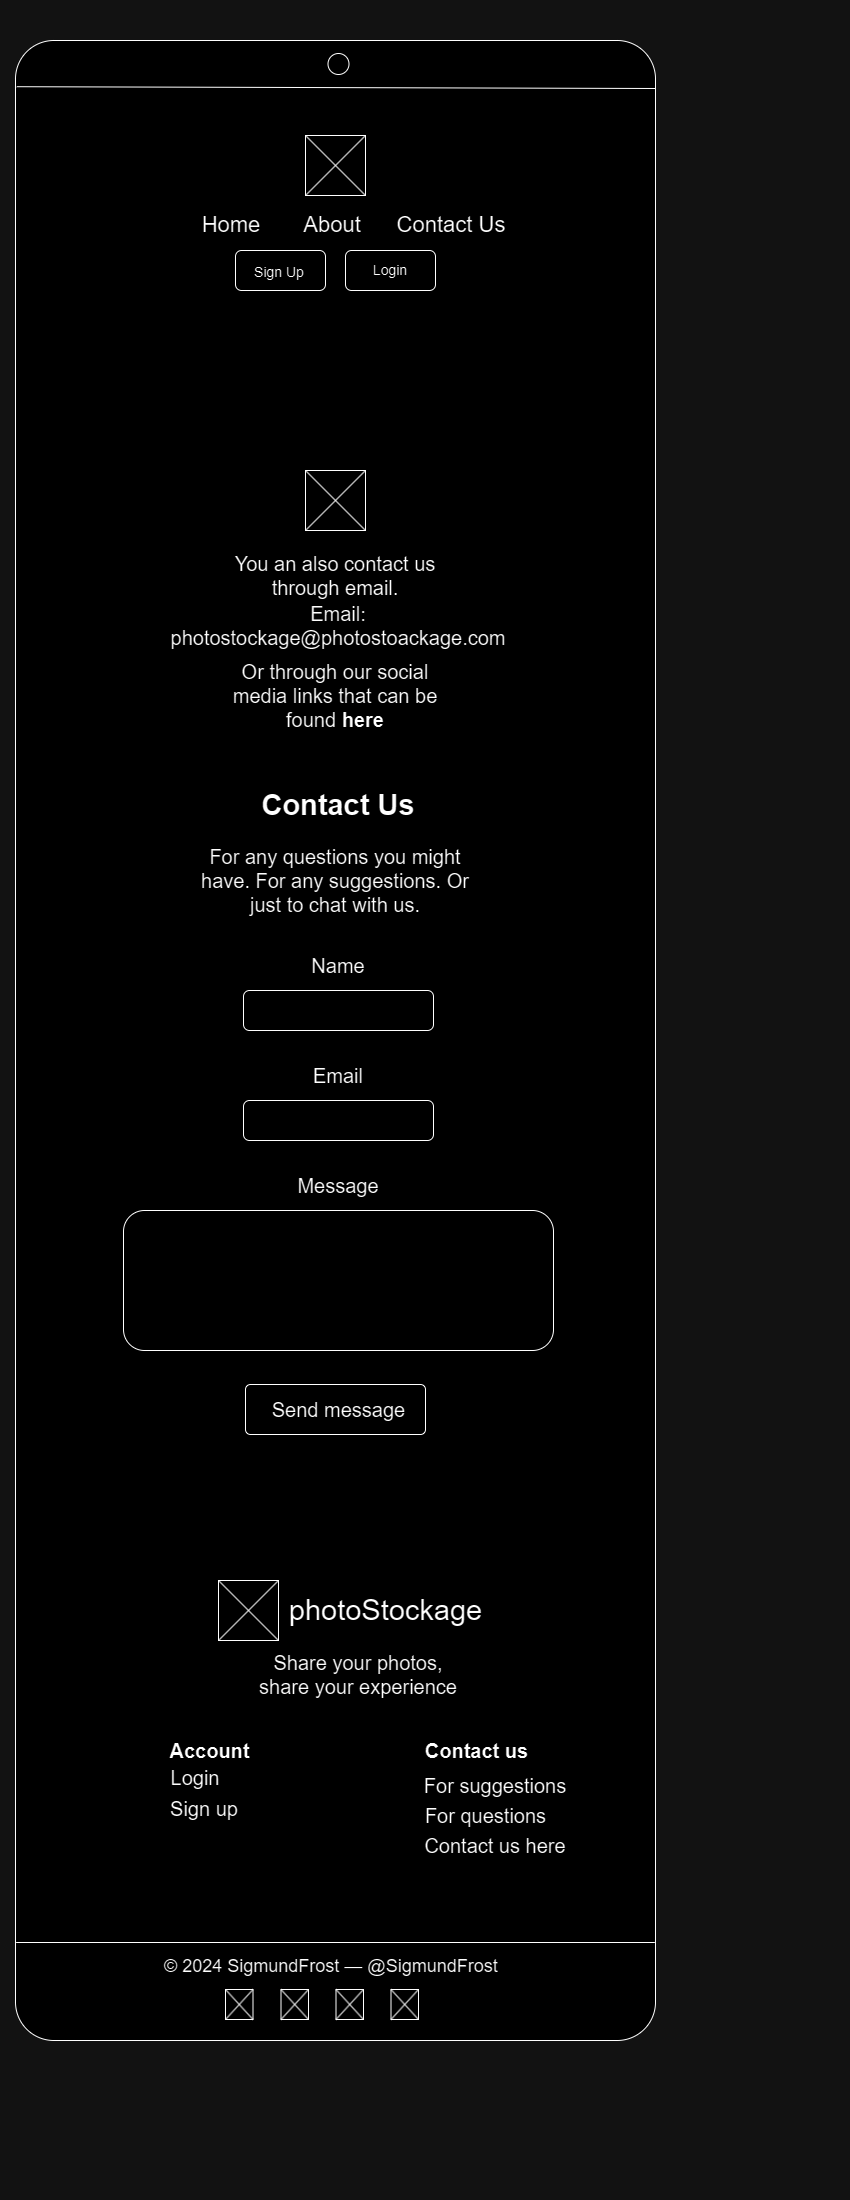 Home About Contact Us
Sign Up Login
You an also contact us
through email.
Email:
photostockage@photostoackage.com
Or through our social
media links that can be
found here
Contact Us
For any questions you might
have. For any suggestions. Or
just to chat with us.
Name
Email
Message
Send message
photoStockage
Share your photos,
share your experience
Account
Login
Sign up
Contact us
For suggestions
For questions
Contact us here
© 2024 SigmundFrost — @SigmundFrost